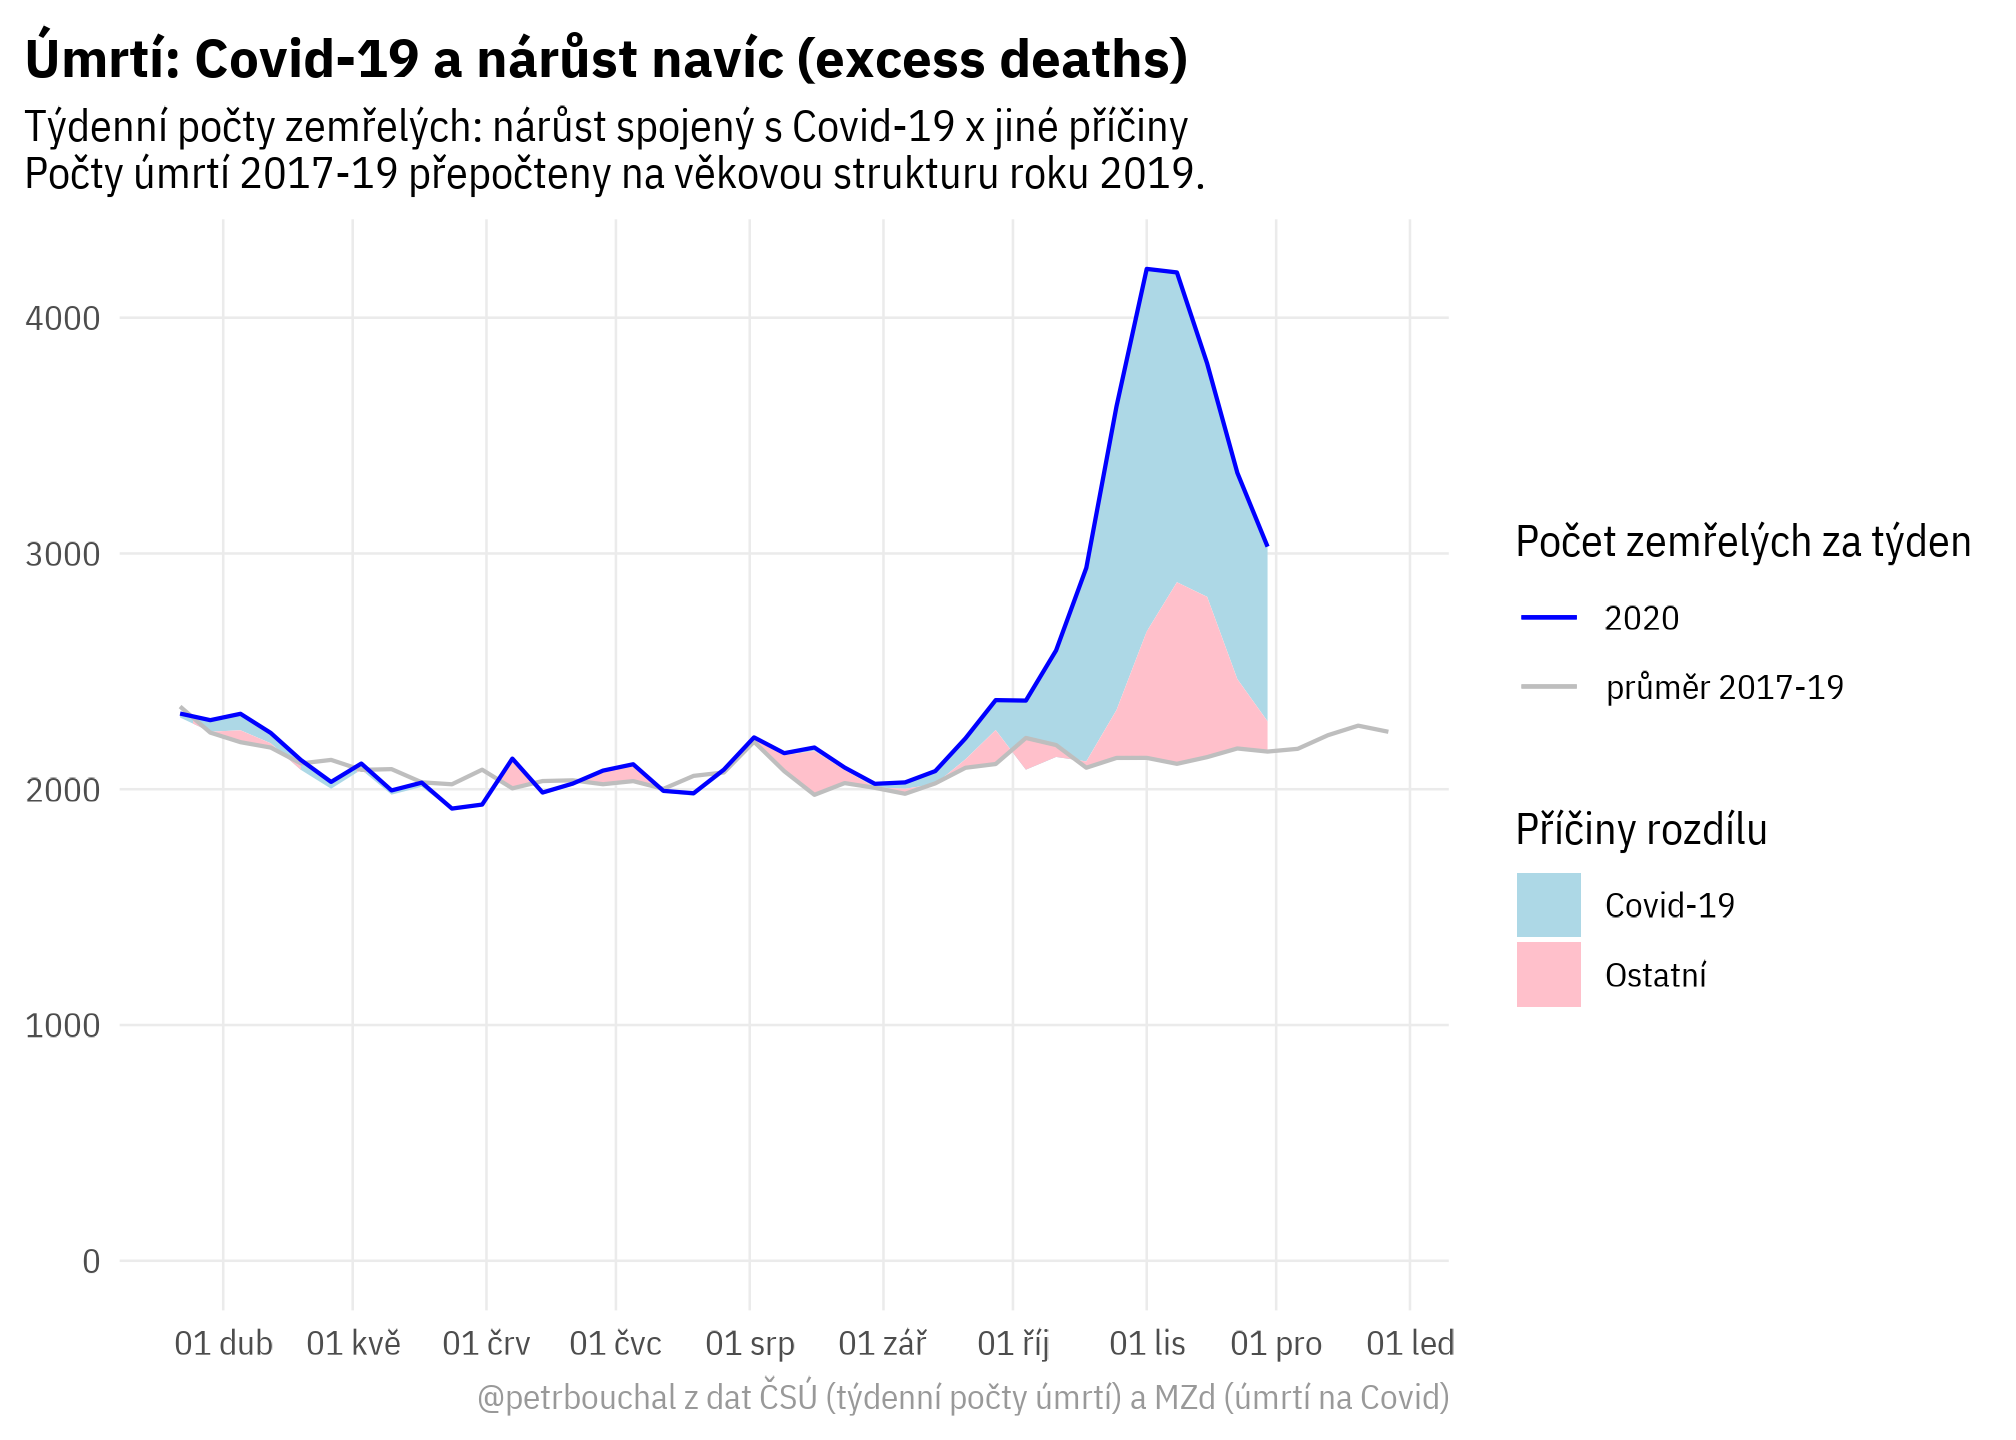 Úmrtí: Covid-19 a nárůst navíc (excess deaths)
Týdenní počty zemřelých: nárůst spojený s Covid-19 x jiné příčiny
Počty úmrtí 2017-19 přepočteny na věkovou strukturu roku 2019.
4000
3000
2000
1000
0
01 dub
01 kvě
01 črv
01 čvc
01 srp
01 zář
01 říj
01 lis
01 pro
01 led
Počet zemřelých za týden
2020
průměr 2017-19
Příčiny rozdílu
Covid-19
Ostatní
@petrbouchal z dat ČSÚ (týdenní počty úmrtí) a MZd (úmrtí na Covid)